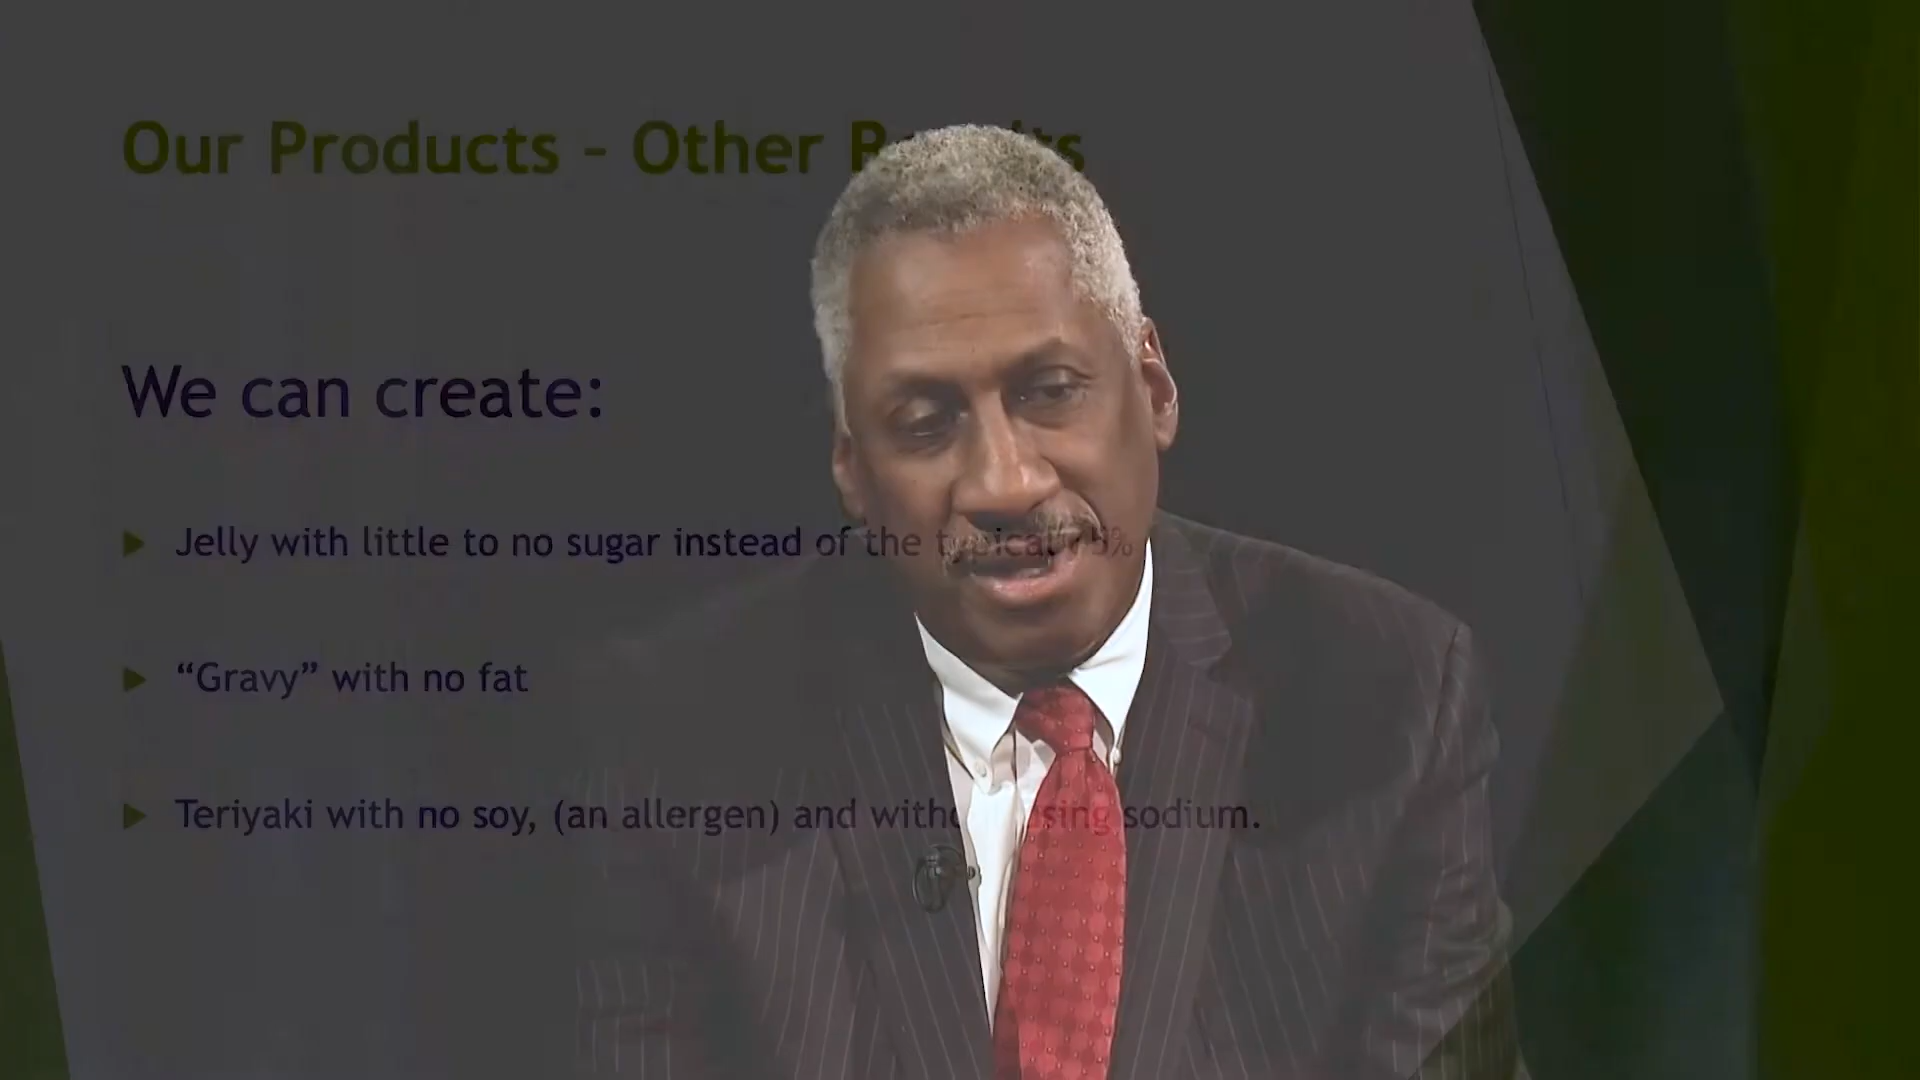 Our Products - Other
We can create:
Jelly with little to no sugar instead of the typical
“Gravy” with no fat
Teriyaki with no soy, (an allergen) and sodium.